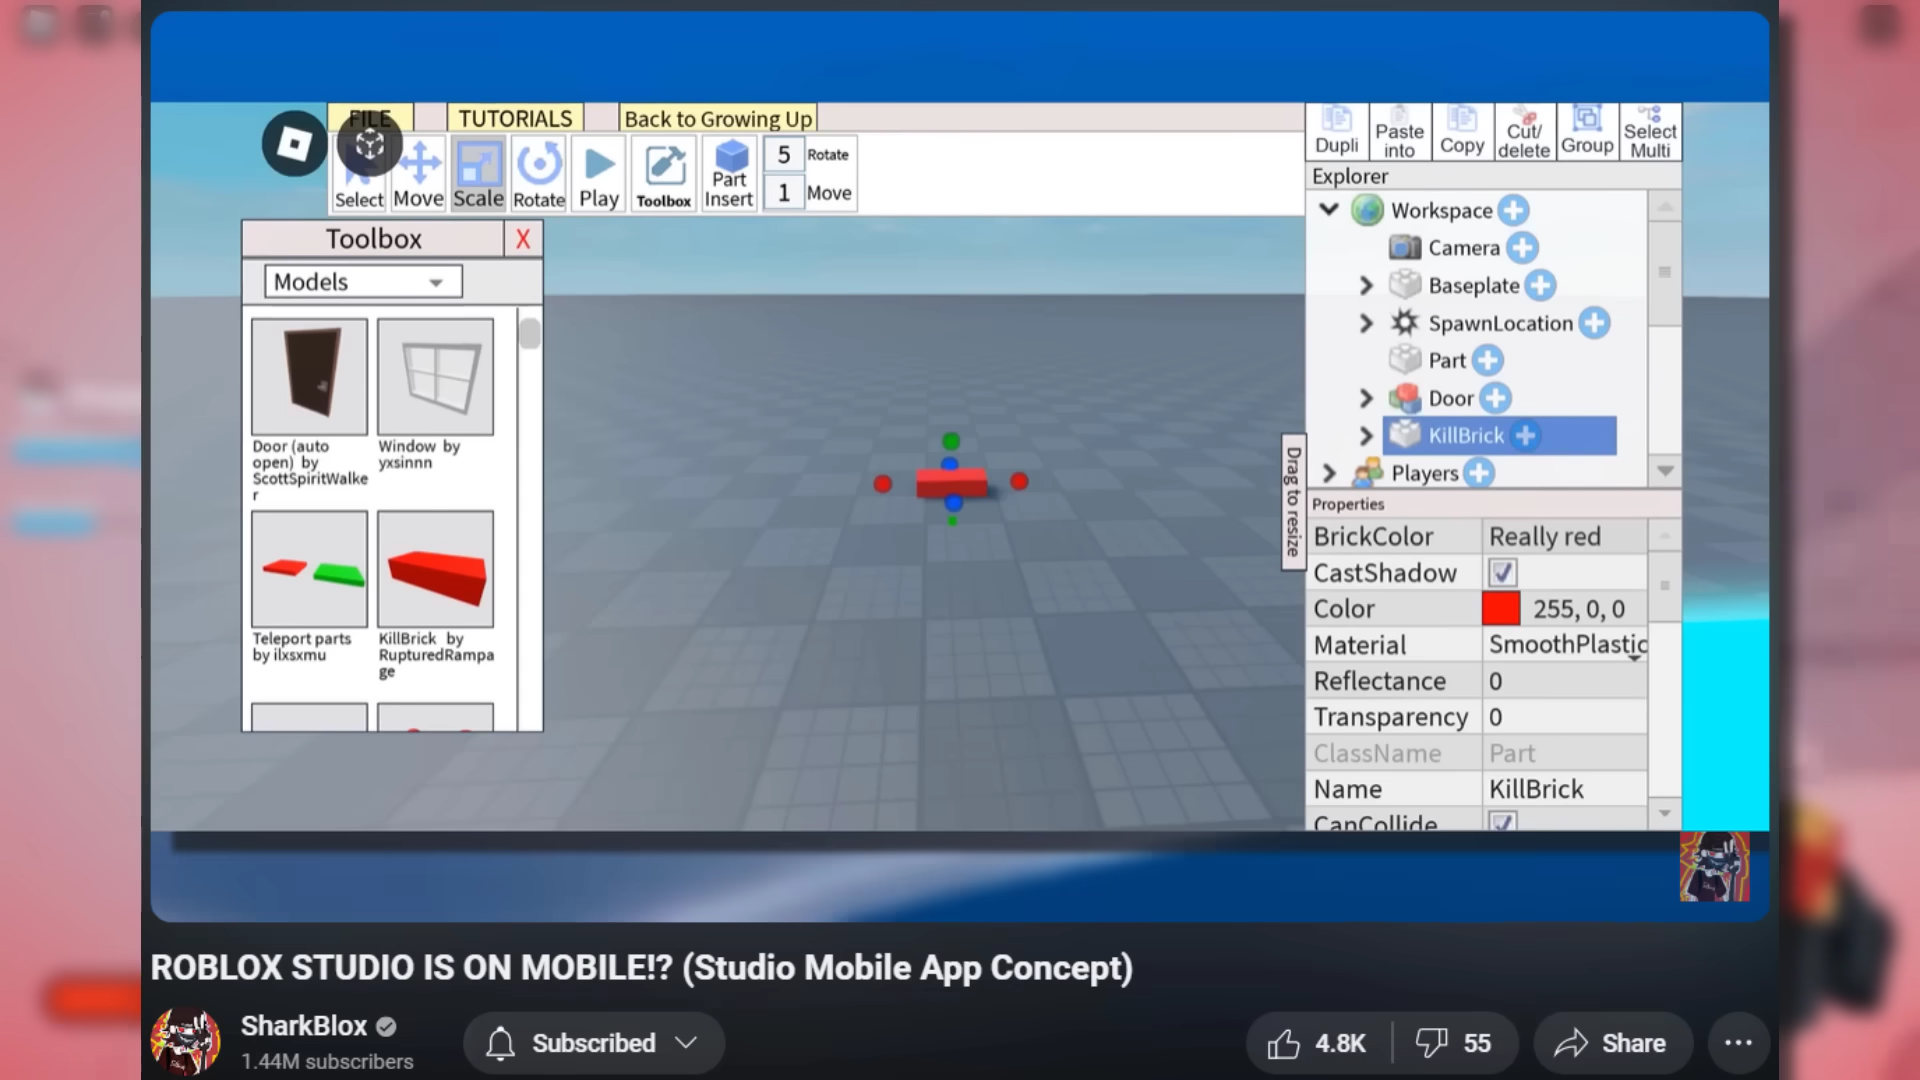 FILE
TUTORIALS
Back to Growing Up
Select
Move
Scale
Rotate
Play
Toolbox
Part
Insert
5 Rotate
1 Move
Dupli
Paste
into
Copy
Cut/
delete
Group
Select
Multi
Toolbox X
Models
Door (auto
open) by
ScottSpiritWalke
r
Window by
yxsinnn
Teleport parts
by ilxsxmu
KillBrick by
RupturedRampa
ge
Explorer
Workspace
Camera
Baseplate
SpawnLocation
Part
Door
KillBrick
Players
Drag to resize
Properties
BrickColor Really red
CastShadow
Color 255, 0, 0
Material SmoothPlastic
Reflectance 0
Transparency 0
ClassName Part
Name KillBrick
CanCollide
ROBLOX STUDIO IS ON MOBILE!? (Studio Mobile App Concept)
SharkBlox
1.44M subscribers
Subscribed
4.8K
55
Share